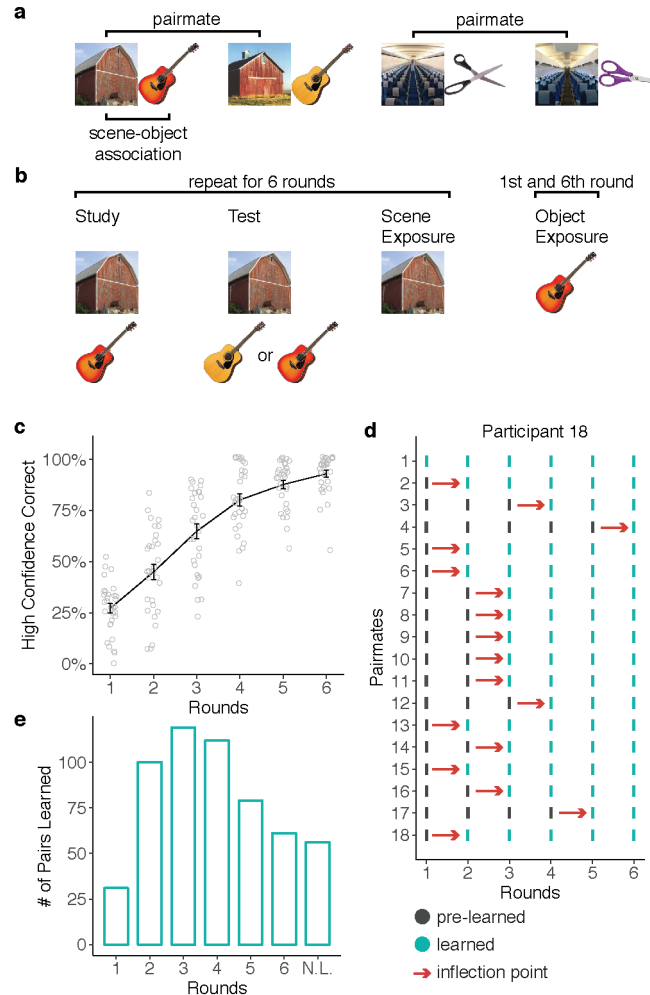 a
pairmate
pairmate
scene-object
association
b
repeat for 6 rounds
1st and 6th round
Study
Test
Scene
Exposure
Object
Exposure
or
c
High Confidence Correct
100%
75%
50%
25%
0%
1 2 3 4 5 6
Rounds
d
Participant 18
Pairmates
1
2
3
4
5
6
7
8
9
10
11
12
13
14
15
16
17
18
1 2 3 4 5 6
Rounds
pre-learned
learned
inflection point
e
# of Pairs Learned
100
75
50
25
0
1 2 3 4 5 6 N.L.
Rounds